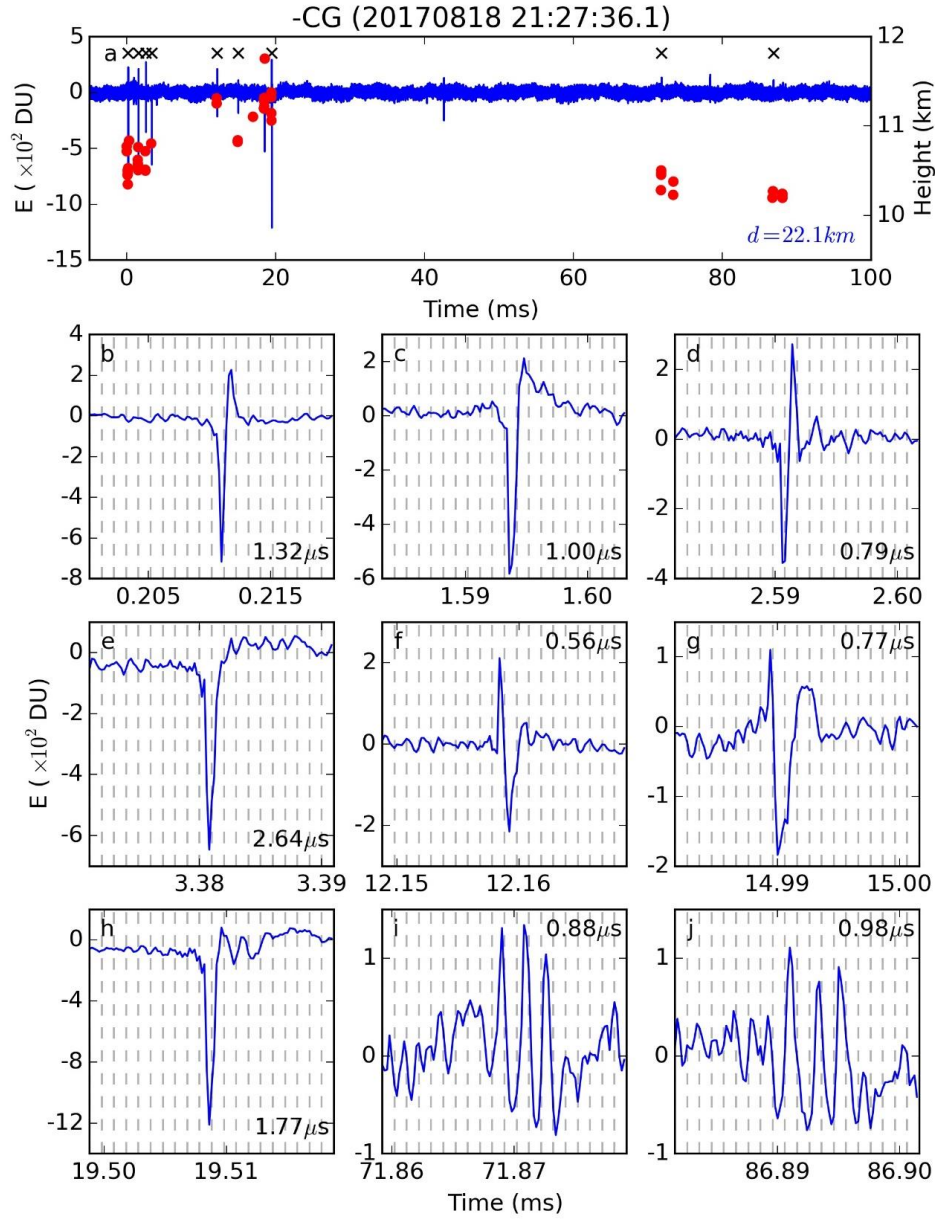 -CG (20170818 21:27:36.1)
a
5
0
-5
-10
-15
E ( ×10² DU)
12
11
10
Height (km)
d=22.1km
0 20 40 60 80 100
Time (ms)
b
4
2
0
-2
-4
-6
-8
1.32μs
0.205 0.215
c
2
0
-2
-4
-6
1.00μs
1.59 1.60
d
2
0
-2
-4
0.79μs
2.59 2.60
E ( ×10² DU)
e
0
-2
-4
-6
2.64μs
3.38 3.39
f 0.56μs
2
0
-2
12.15 12.16
g 0.77μs
1
0
-1
-2
14.99 15.00
h
0
-4
-8
-12
1.77μs
19.50 19.51
i 0.88μs
1
0
-1
71.86 71.87
j 0.98μs
1
0
-1
86.89 86.90
Time (ms)